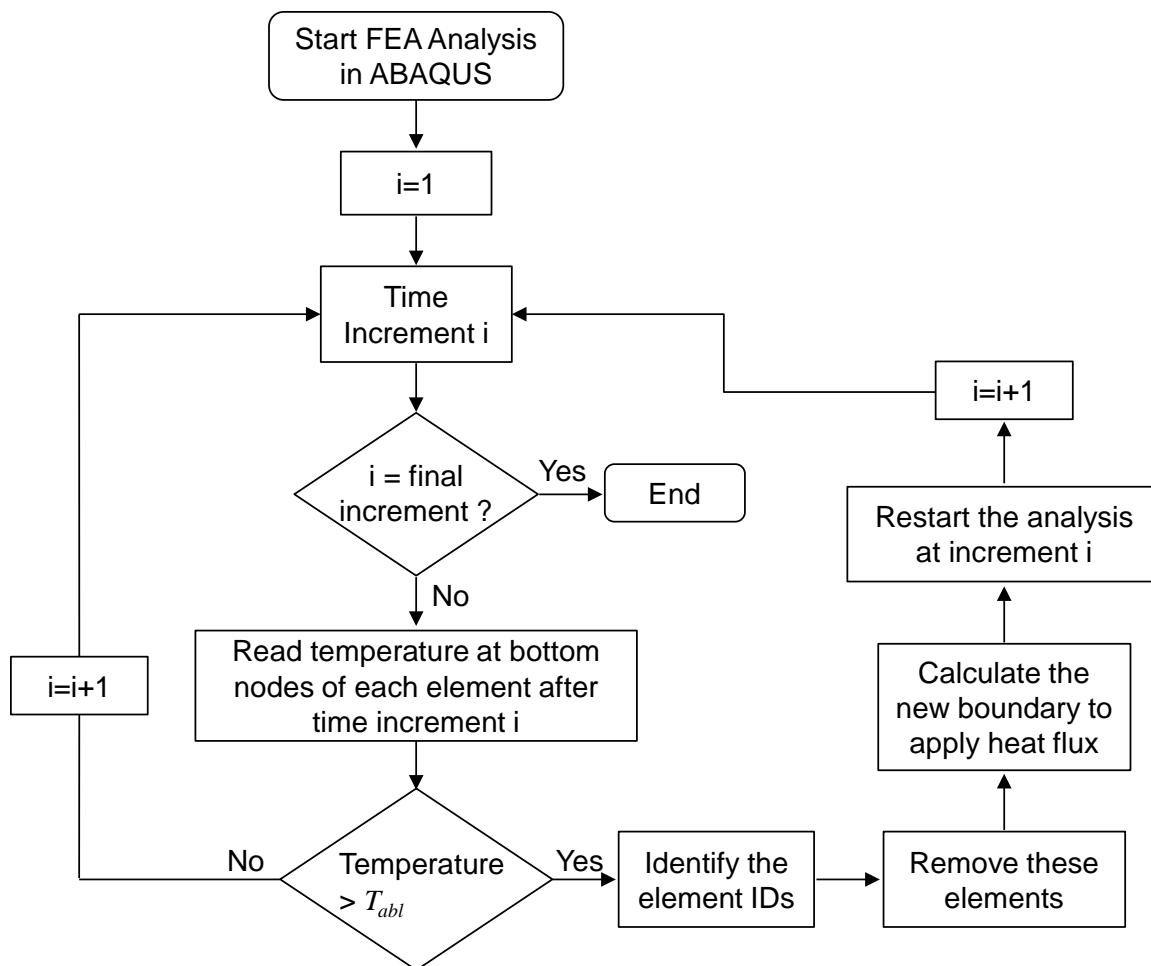 Start FEA Analysis
in ABAQUS
i=1
Time
Increment i
i=i+1
i = final
increment ?
Yes
End
Restart the analysis
at increment i
No
Read temperature at bottom
nodes of each element after
time increment i
i=i+1
Calculate the
new boundary to
apply heat flux
No
Temperature
> T_abl
Yes
Identify the
element IDs
Remove these
elements